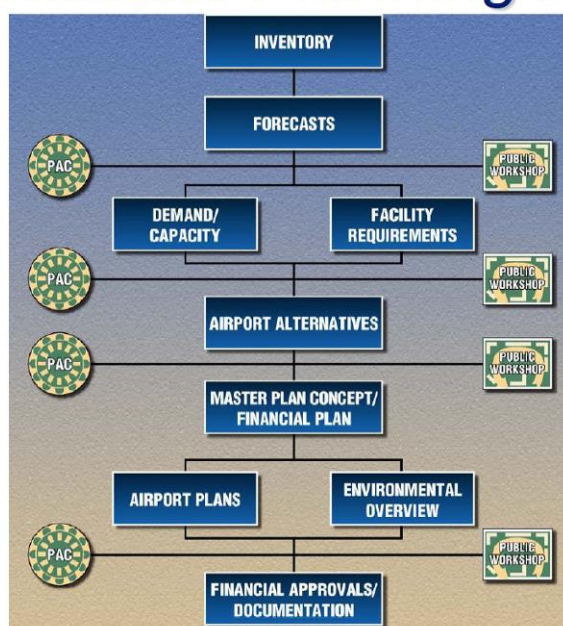 INVENTORY
FORECASTS
PAC
PUBLIC
WORKSHOP
DEMAND/
CAPACITY
FACILITY
REQUIREMENTS
PAC
PUBLIC
WORKSHOP
AIRPORT ALTERNATIVES
PAC
PUBLIC
WORKSHOP
MASTER PLAN CONCEPT/
FINANCIAL PLAN
AIRPORT PLANS
ENVIRONMENTAL
OVERVIEW
PAC
PUBLIC
WORKSHOP
FINANCIAL APPROVALS/
DOCUMENTATION